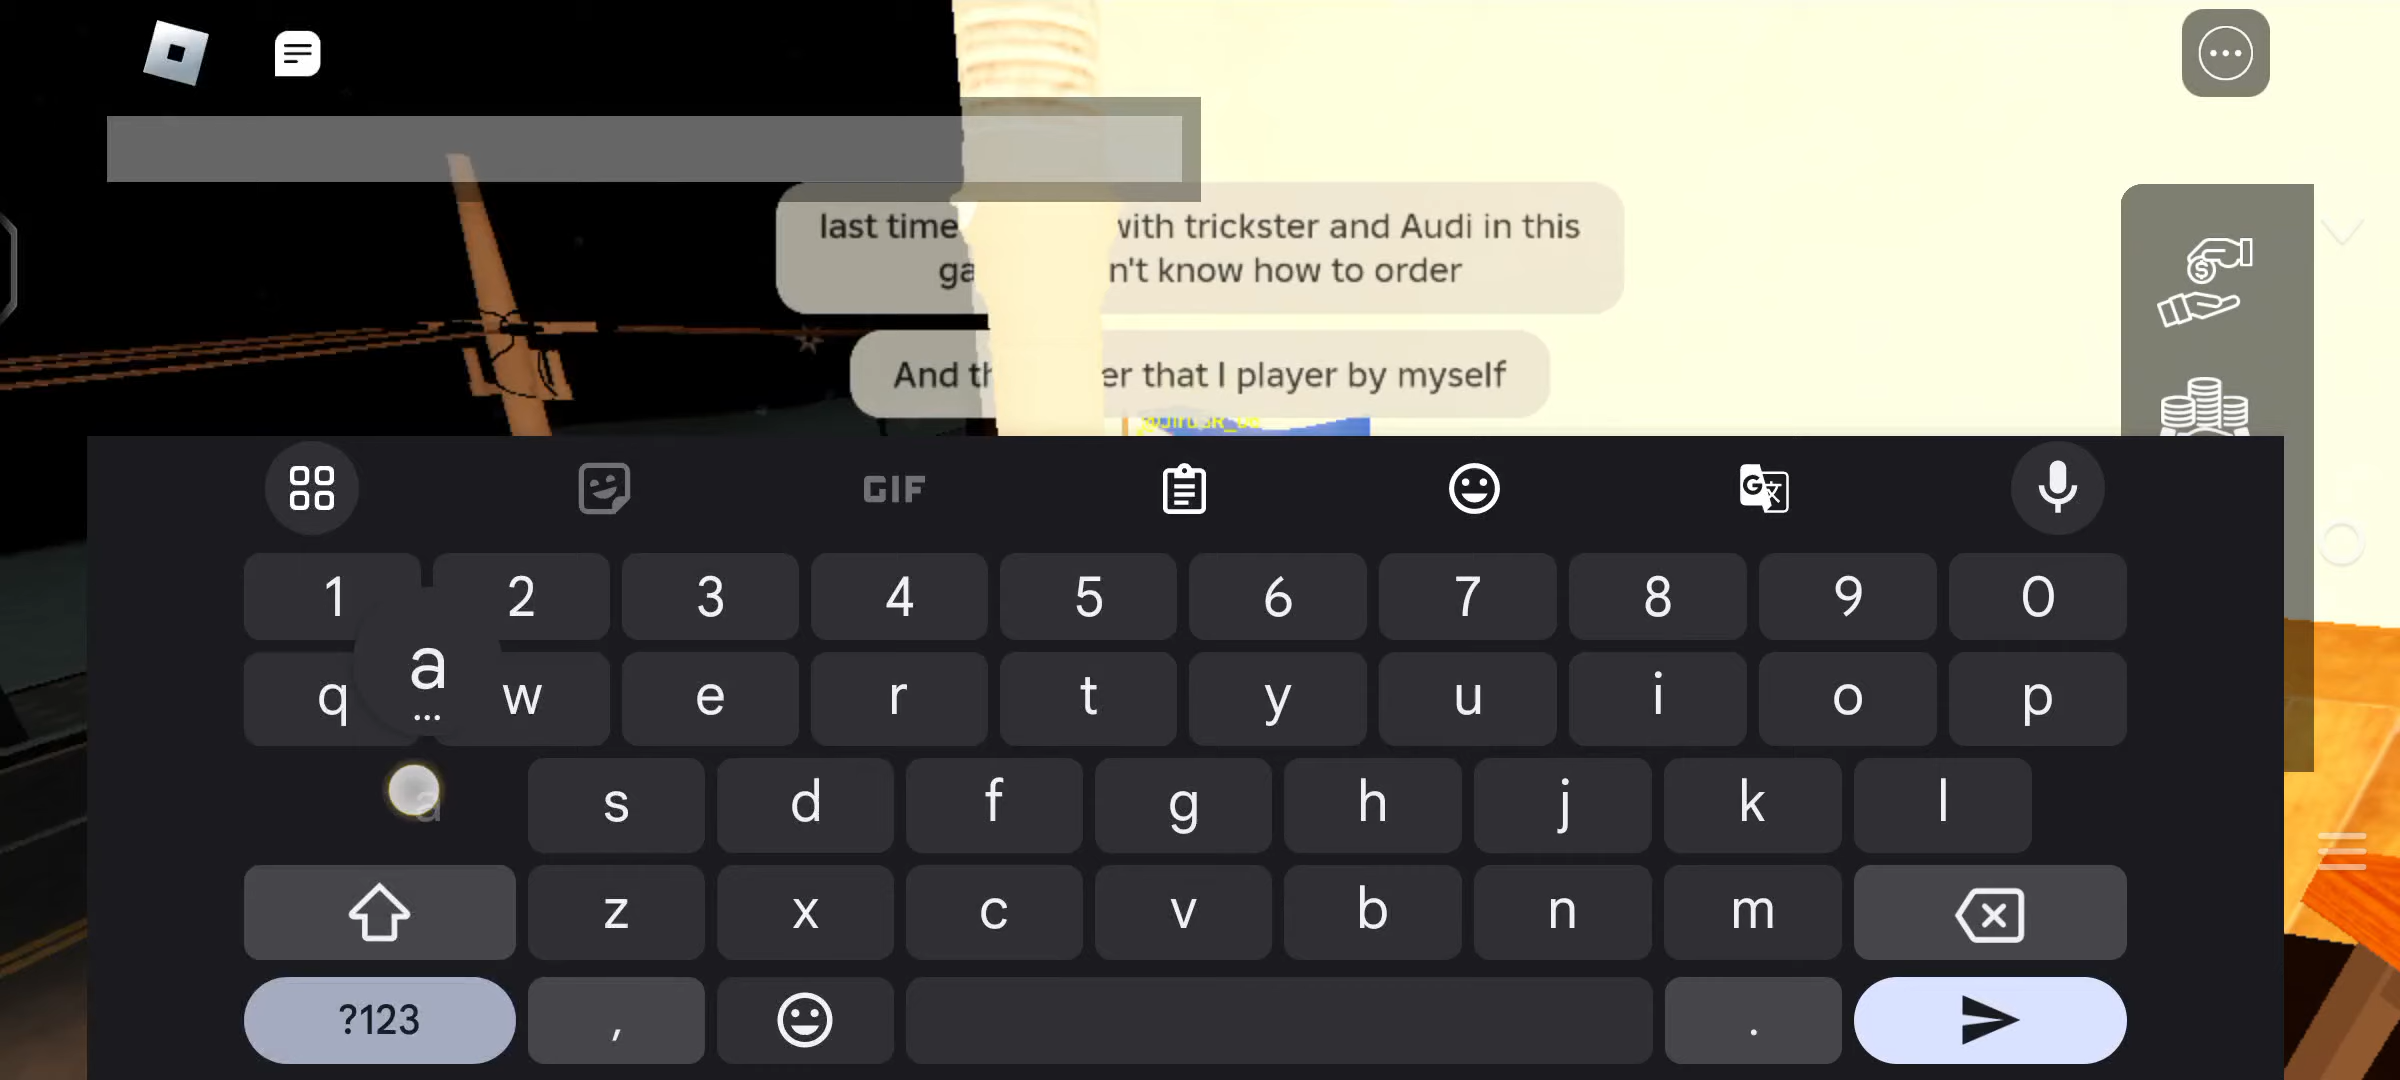 last time with trickster and Audi in this
ga n't know how to order
And th er that I player by myself
GIF
1 2 3 4 5 6 7 8 9 0
a
q w e r t y u i o p
a s d f g h j k l
z x c v b n m
?123 , .